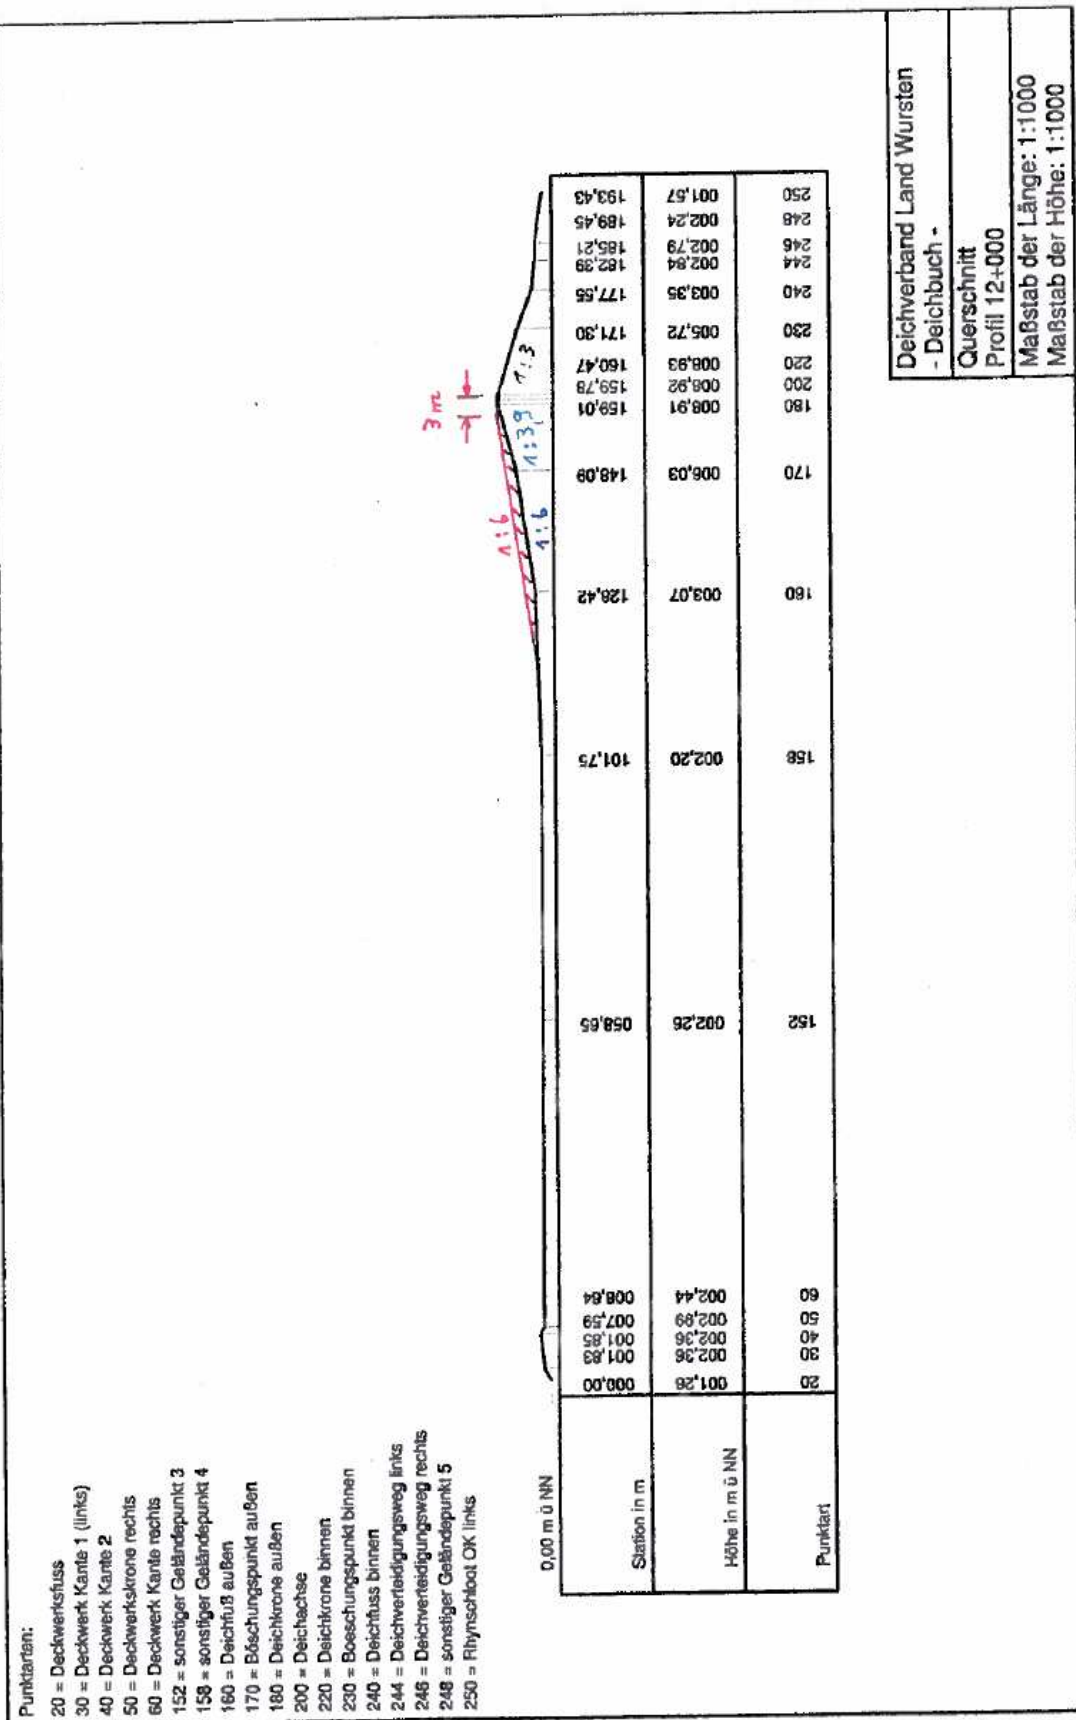 Punktarten:
20 = Deckwerksfuss
30 = Deckwerk Kante 1 (links)
40 = Deckwerk Kante 2
50 = Deckwerkskrone rechts
60 = Deckwerk Kante rechts
152 = sonstiger Geländepunkt 3
158 = sonstiger Geländepunkt 4
160 = Deichfuß außen
170 = Böschungspunkt außen
180 = Deichkrone außen
200 = Deichachse
220 = Deichkrone binnen
230 = Boeschungspunkt binnen
240 = Deichfuss binnen
244 = Deichverteidigungsweg links
246 = Deichverteidigungsweg rechts
248 = sonstiger Geländepunkt 5
250 = Rhynschloot OK links
3 m
1:6
1:6
1:3,9
1:3
0,00 m ü NN
Station in m 000,00 001,83 001,85 007,59 008,64 058,65 101,75 128,42 148,09 159,01 159,78 160,47 171,30 177,55 182,39 185,21 189,45 193,43
Höhe in m ü NN 001,26 002,36 002,36 002,99 002,44 002,26 002,20 003,07 006,03 008,91 008,92 008,93 005,72 003,35 002,84 002,79 002,24 001,57
Punktart 20 30 40 50 60 152 158 160 170 180 200 220 230 240 244 246 248 250
Deichverband Land Wursten
- Deichbuch -
Querschnitt
Profil 12+000
Maßstab der Länge: 1:1000
Maßstab der Höhe: 1:1000